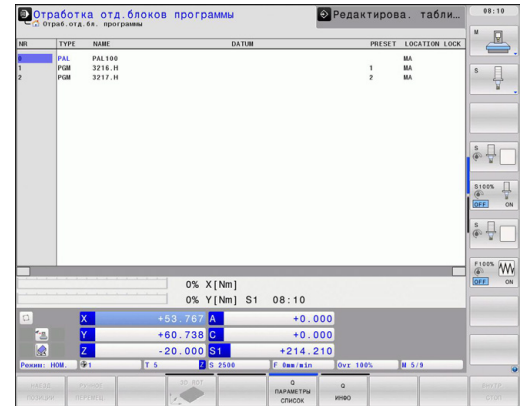 Отработка отд.блоков программы
Отраб.отд.бл. программы
Редактирова. табли…
08:10
NR TYPE NAME DATUM PRESET LOCATION LOCK
0 PAL PAL100 MA
1 PGM 3216.H 1 MA
2 PGM 3217.H 2 MA
M
S
S
S100%
OFF ON
S
F100%
OFF ON
0% X[Nm]
0% Y[Nm] S1 08:10
X +53.767 A +0.000
Y +60.738 C +0.000
Z -20.000 S1 +214.210
Режим: НОМ. 1 T 5 Z S 2500 F 0mm/min Ovr 100% M 5/9
3D ROT
Q
ПАРАМЕТРЫ
СПИСОК
Q
ИНФО